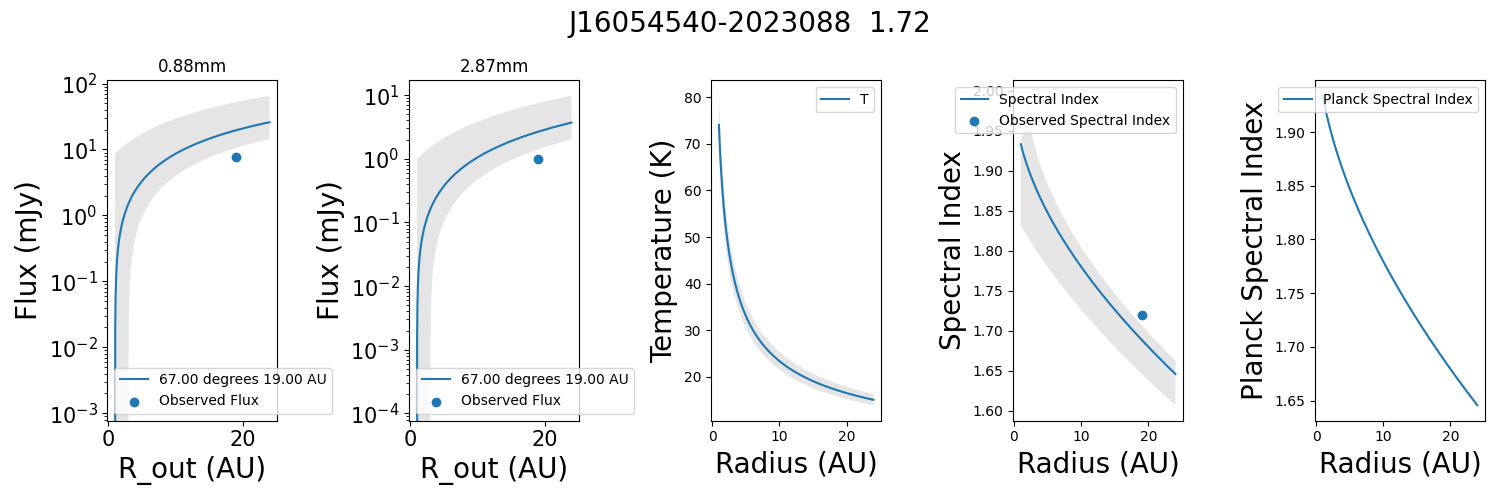 J16054540-2023088  1.72
0.88mm
Flux (mJy)
10^2
10^1
10^0
10^-1
10^-2
10^-3
67.00 degrees 19.00 AU
Observed Flux
0
20
R_out (AU)
2.87mm
Flux (mJy)
10^1
10^0
10^-1
10^-2
10^-3
10^-4
67.00 degrees 19.00 AU
Observed Flux
0
20
R_out (AU)
T
Temperature (K)
80
70
60
50
40
30
20
0
10
20
Radius (AU)
Spectral Index
Observed Spectral Index
Spectral Index
2.00
1.95
1.90
1.85
1.80
1.75
1.70
1.65
1.60
0
10
20
Radius (AU)
Planck Spectral Index
Planck Spectral Index
1.90
1.85
1.80
1.75
1.70
1.65
0
10
20
Radius (AU)